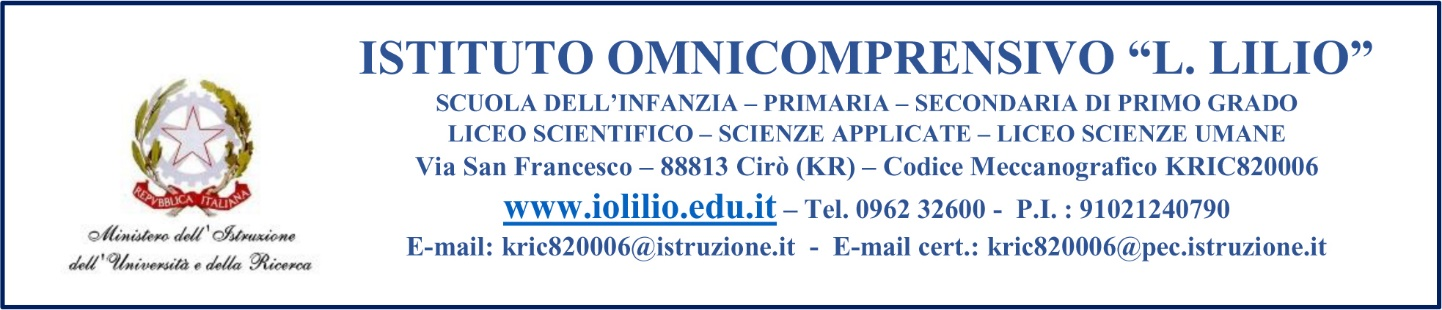 ISTITUTO OMNICOMPRENSIVO “L. LILIO”
SCUOLA DELL’INFANZIA – PRIMARIA – SECONDARIA DI PRIMO GRADO
LICEO SCIENTIFICO – SCIENZE APPLICATE – LICEO SCIENZE UMANE
Via San Francesco – 88813 Cirò (KR) – Codice Meccanografico KRIC820006
www.iolilio.edu.it – Tel. 0962 32600 - P.I. : 91021240790
E-mail: kric820006@istruzione.it - E-mail cert.: kric820006@pec.istruzione.it
REPVBBLICA ITALIANA
Ministero dell'Istruzione
dell'Università e della Ricerca